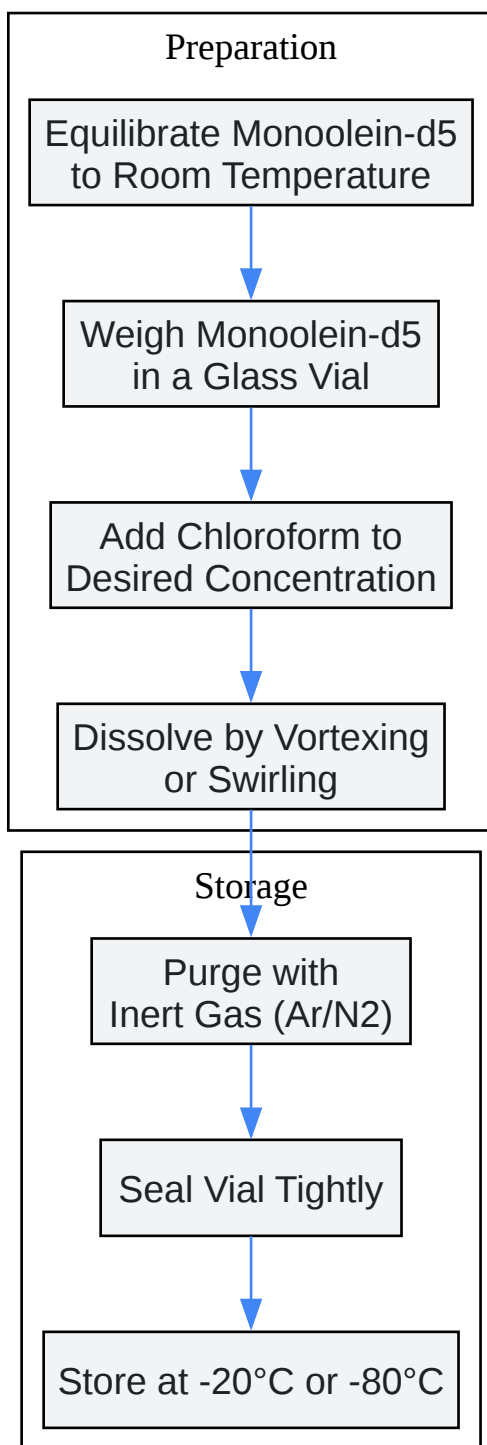 Preparation
Equilibrate Monoolein-d5
to Room Temperature
Weigh Monoolein-d5
in a Glass Vial
Add Chloroform to
Desired Concentration
Dissolve by Vortexing
or Swirling
Storage
Purge with
Inert Gas (Ar/N2)
Seal Vial Tightly
Store at -20°C or -80°C